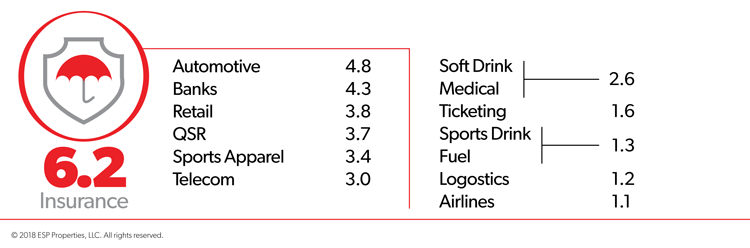 6.2
Insurance
Automotive 4.8
Banks 4.3
Retail 3.8
QSR 3.7
Sports Apparel 3.4
Telecom 3.0
Soft Drink
Medical
2.6
Ticketing 1.6
Sports Drink
Fuel
1.3
Logostics 1.2
Airlines 1.1
© 2018 ESP Properties, LLC. All rights reserved.